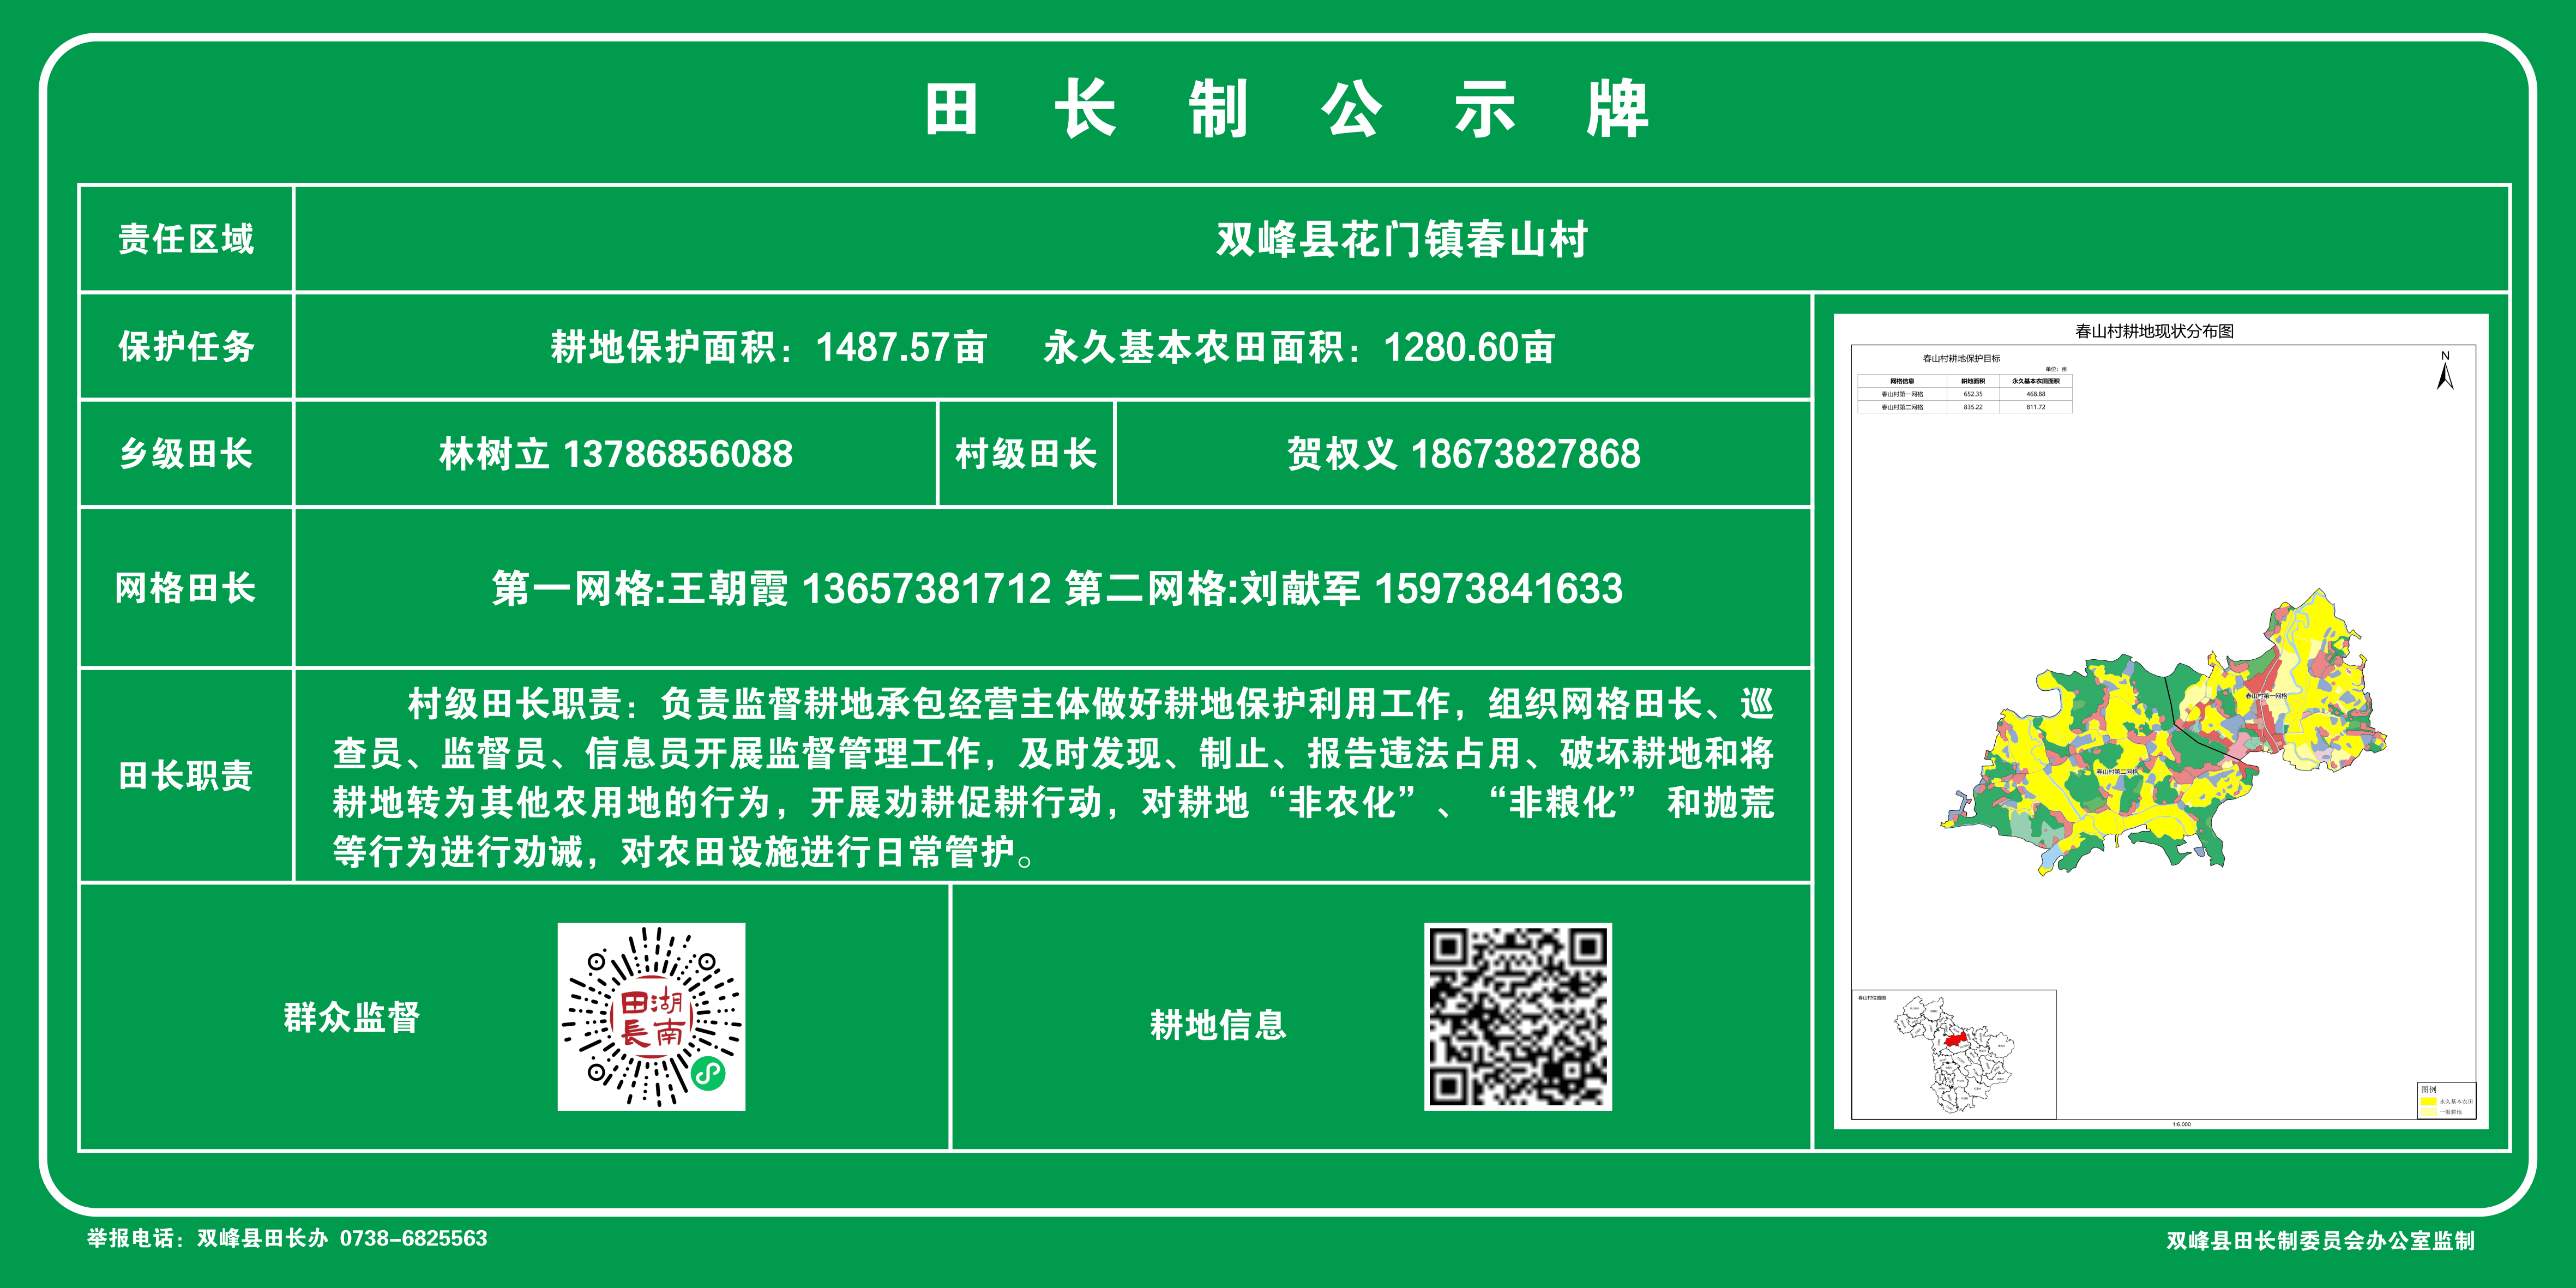 田长制公示牌
责任区域
双峰县花门镇春山村
保护任务
耕地保护面积：1487.57亩 永久基本农田面积：1280.60亩
乡级田长
林树立 13786856088
村级田长
贺权义 18673827868
网格田长
第一网格:王朝霞 13657381712 第二网格:刘献军 15973841633
田长职责
村级田长职责：负责监督耕地承包经营主体做好耕地保护利用工作，组织网格田长、巡
查员、监督员、信息员开展监督管理工作，及时发现、制止、报告违法占用、破坏耕地和将
耕地转为其他农用地的行为，开展劝耕促耕行动，对耕地“非农化”、“非粮化” 和抛荒
等行为进行劝诫，对农田设施进行日常管护。
群众监督
湖南
田長
耕地信息
春山村耕地现状分布图
春山村耕地保护目标
单位：亩
网格信息 耕地面积 永久基本农田面积
春山村第一网格 652.35 468.88
春山村第二网格 835.22 811.72
N
春山村第一网格
春山村第二网格
春山村位置图
图例
永久基本农田
一般耕地
1:6,000
举报电话：双峰县田长办 0738-6825563
双峰县田长制委员会办公室监制